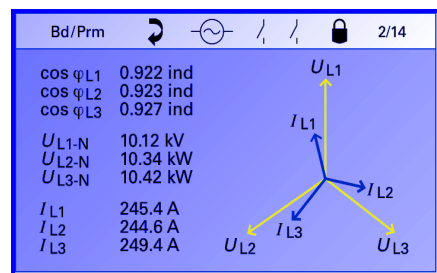 Bd/Prm 2/14
cos φL1 0.922 ind
cos φL2 0.923 ind
cos φL3 0.927 ind
UL1-N 10.12 kV
UL2-N 10.34 kW
UL3-N 10.42 kW
IL1 245.4 A
IL2 244.6 A
IL3 249.4 A
UL1
IL1
IL2
IL3
UL2
UL3